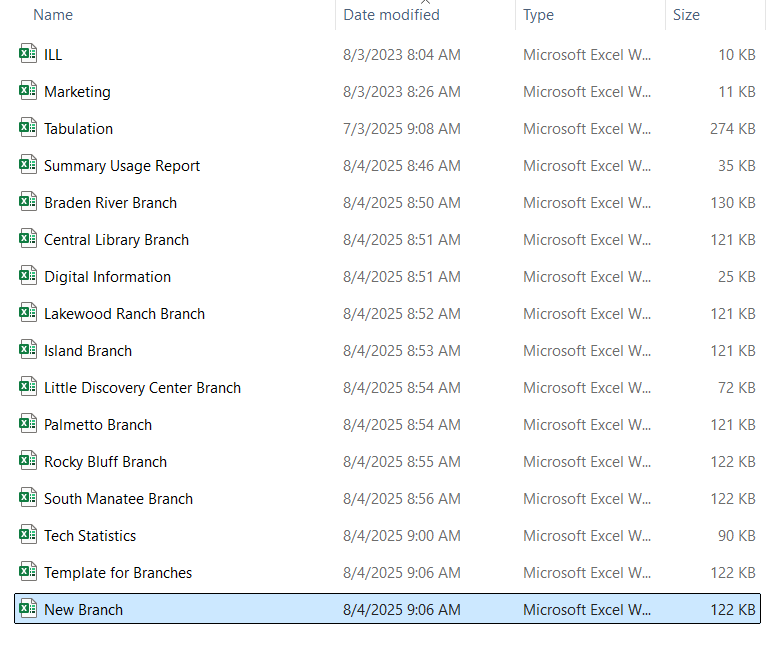 Name Date modified Type Size
ILL 8/3/2023 8:04 AM Microsoft Excel W... 10 KB
Marketing 8/3/2023 8:26 AM Microsoft Excel W... 11 KB
Tabulation 7/3/2025 9:08 AM Microsoft Excel W... 274 KB
Summary Usage Report 8/4/2025 8:46 AM Microsoft Excel W... 35 KB
Braden River Branch 8/4/2025 8:50 AM Microsoft Excel W... 130 KB
Central Library Branch 8/4/2025 8:51 AM Microsoft Excel W... 121 KB
Digital Information 8/4/2025 8:51 AM Microsoft Excel W... 25 KB
Lakewood Ranch Branch 8/4/2025 8:52 AM Microsoft Excel W... 121 KB
Island Branch 8/4/2025 8:53 AM Microsoft Excel W... 121 KB
Little Discovery Center Branch 8/4/2025 8:54 AM Microsoft Excel W... 72 KB
Palmetto Branch 8/4/2025 8:54 AM Microsoft Excel W... 121 KB
Rocky Bluff Branch 8/4/2025 8:55 AM Microsoft Excel W... 122 KB
South Manatee Branch 8/4/2025 8:56 AM Microsoft Excel W... 122 KB
Tech Statistics 8/4/2025 9:00 AM Microsoft Excel W... 90 KB
Template for Branches 8/4/2025 9:06 AM Microsoft Excel W... 122 KB
New Branch 8/4/2025 9:06 AM Microsoft Excel W... 122 KB